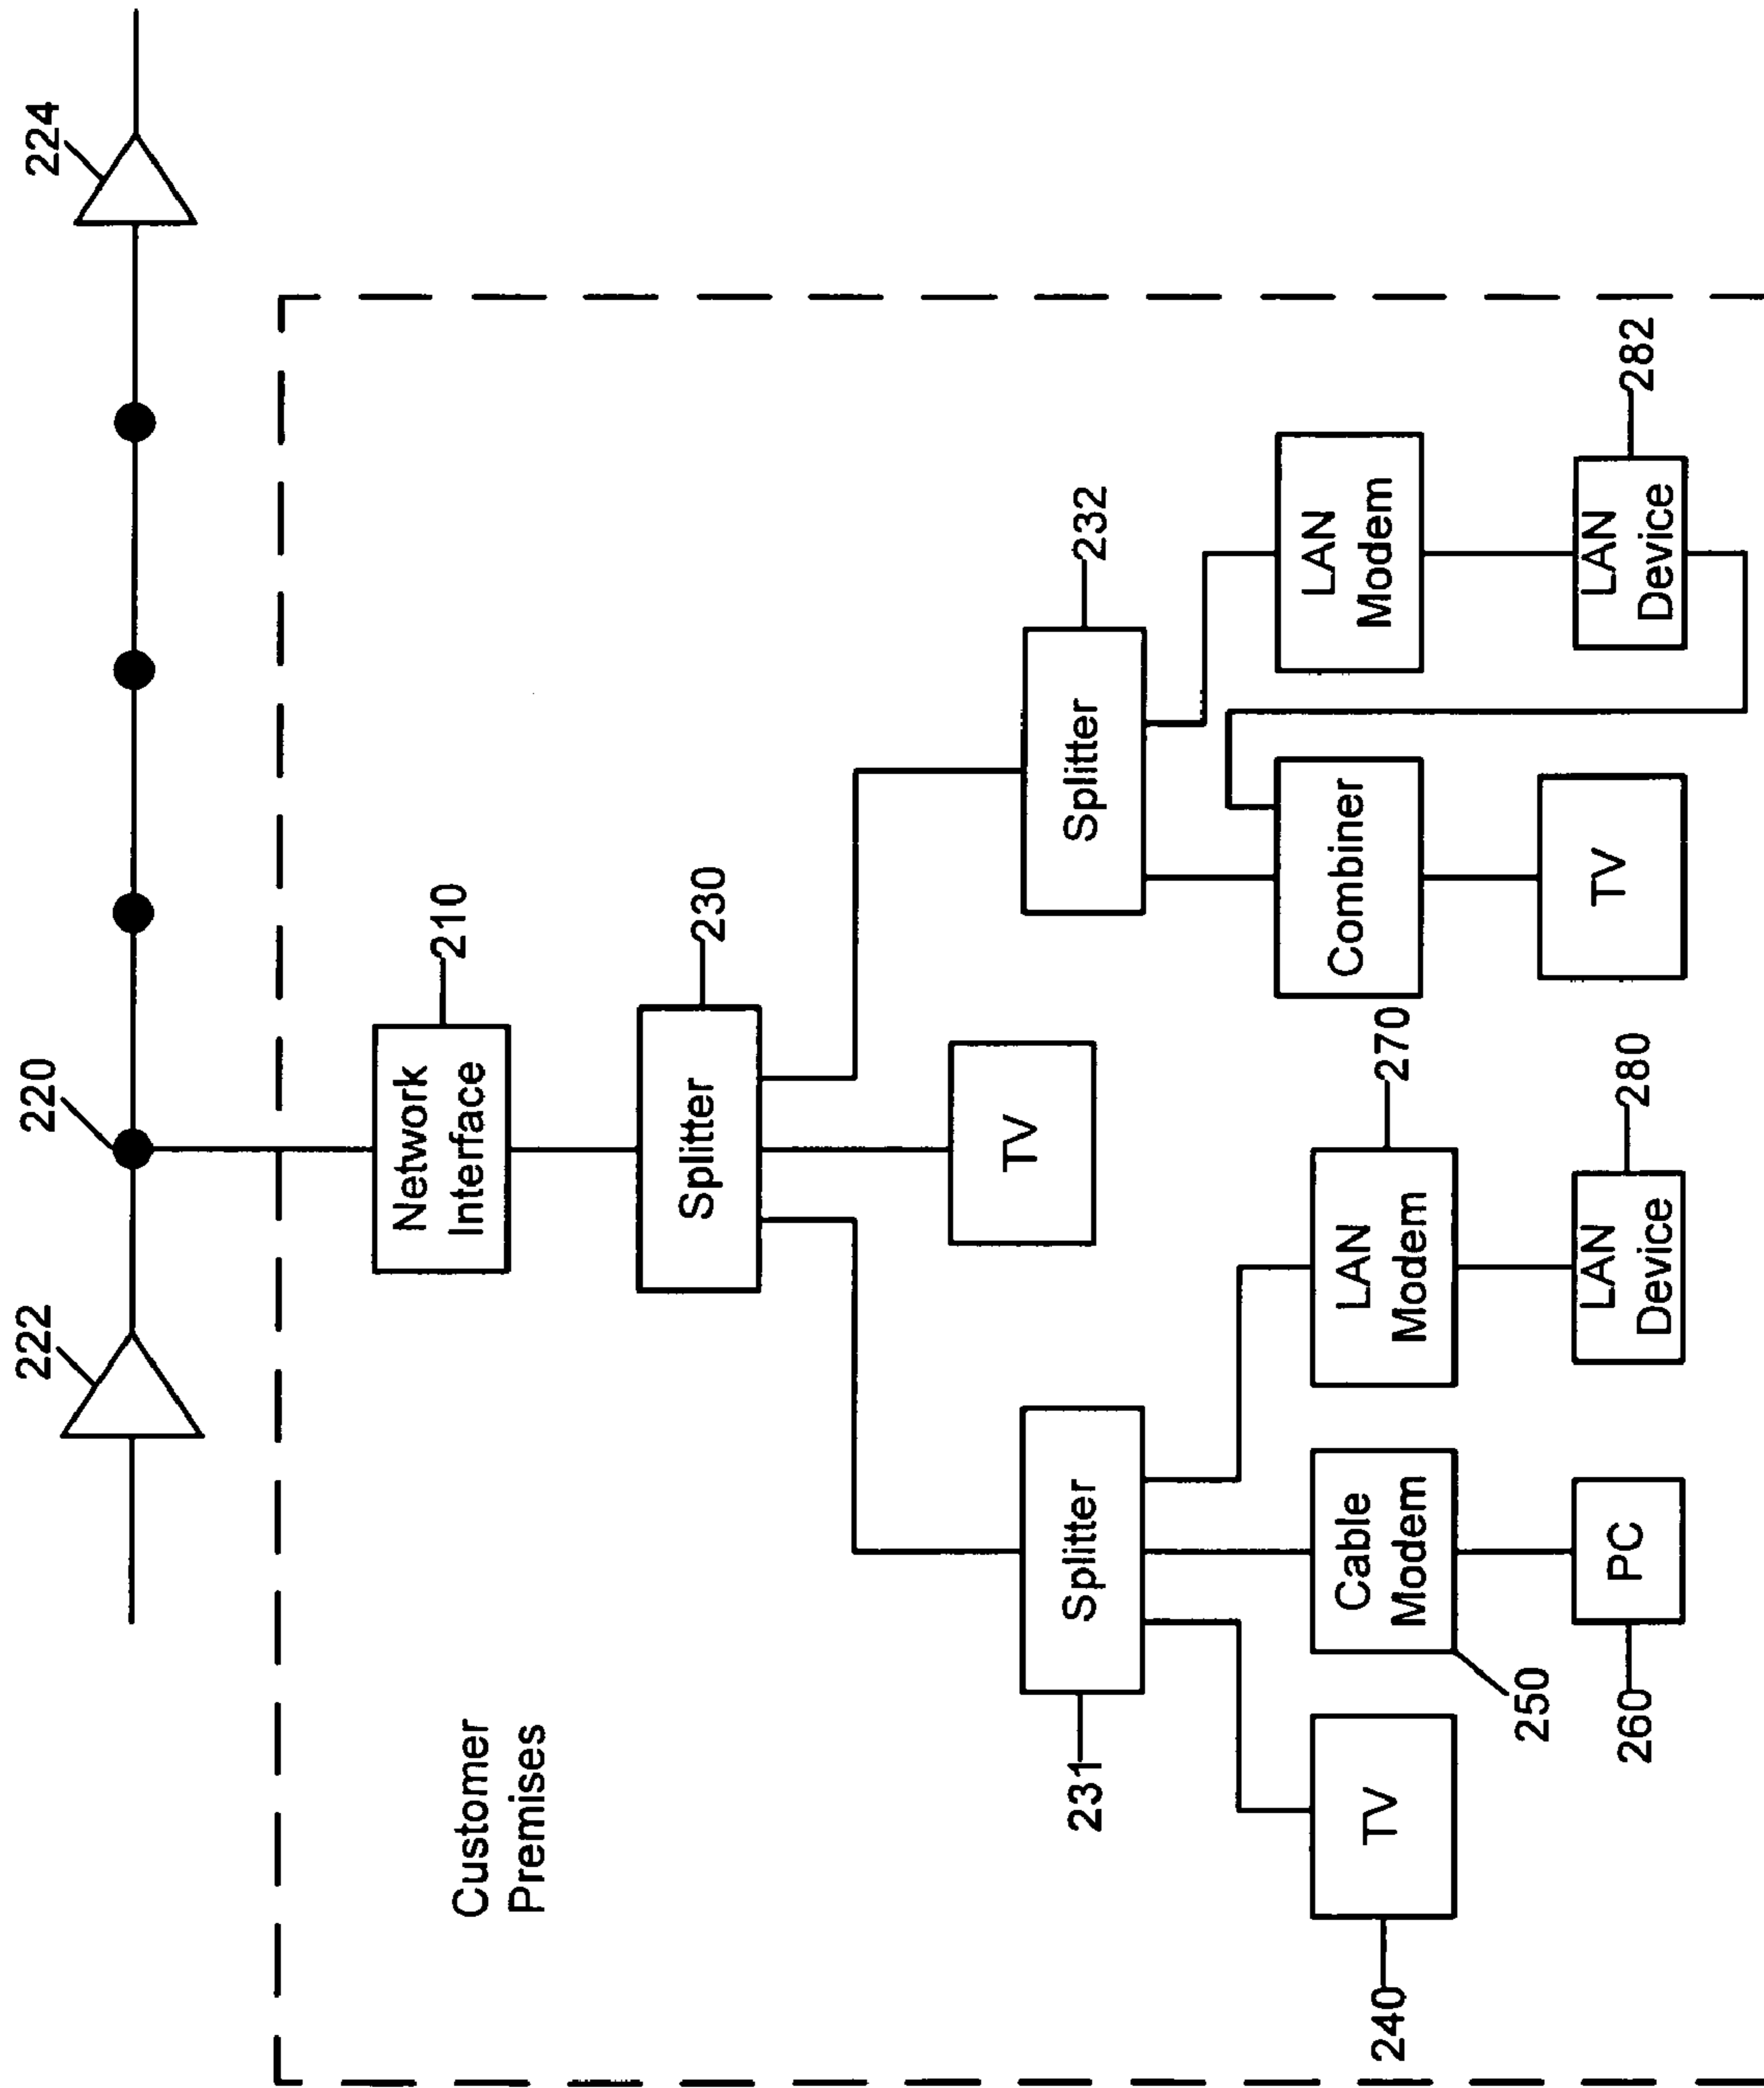 222
220
224
Customer
Premises
Network
Interface
210
Splitter
230
231
Splitter
TV
Splitter
232
240
TV
Cable
Modem
250
LAN
Modem
270
Combiner
LAN
Modem
260
PC
LAN
Device
280
TV
LAN
Device
282